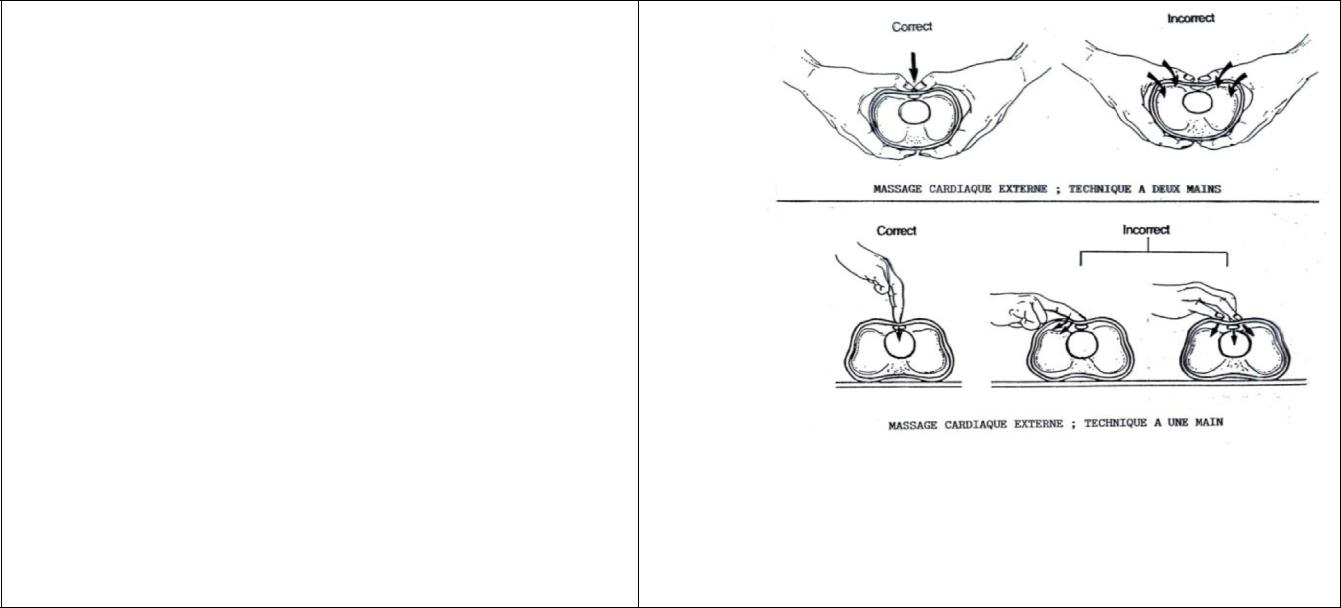 Correct
Incorrect
MASSAGE CARDIAQUE EXTERNE ; TECHNIQUE A DEUX MAINS
Correct
Incorrect
MASSAGE CARDIAQUE EXTERNE ; TECHNIQUE A UNE MAIN